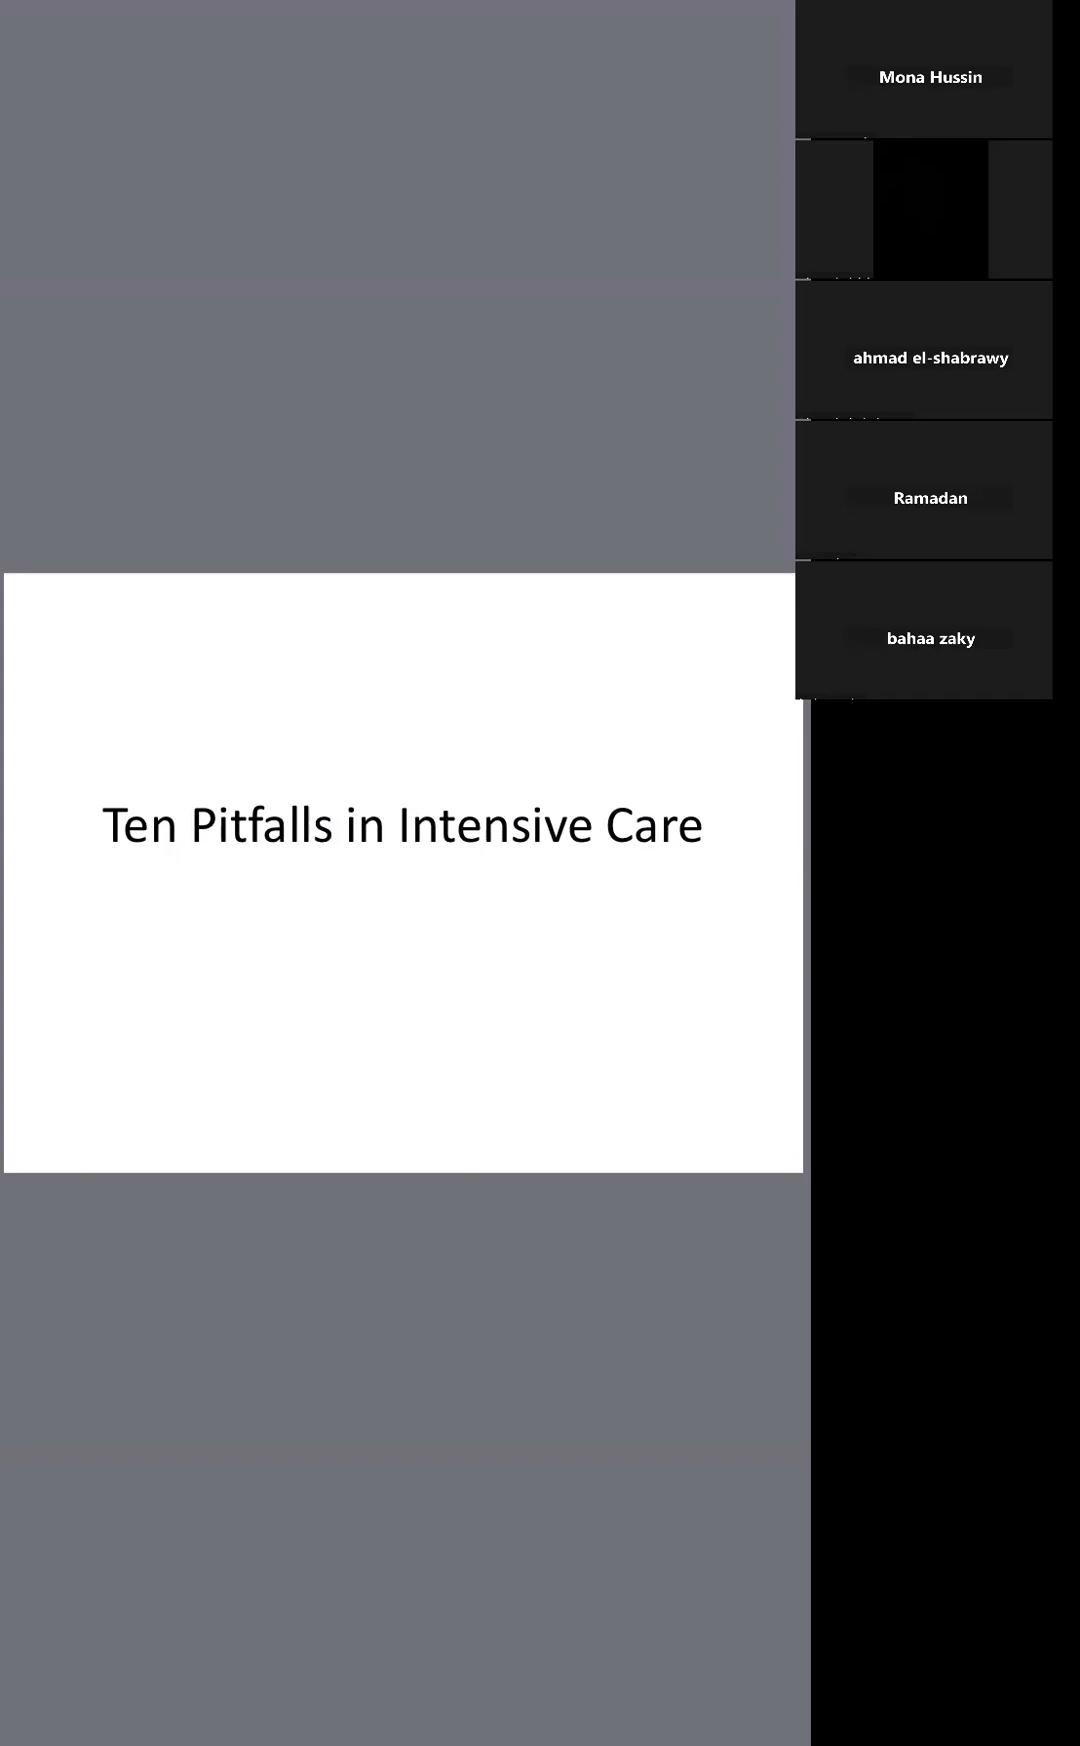 Mona Hussin
ahmad el-shabrawy
Ramadan
bahaa zaky
Ten Pitfalls in Intensive Care